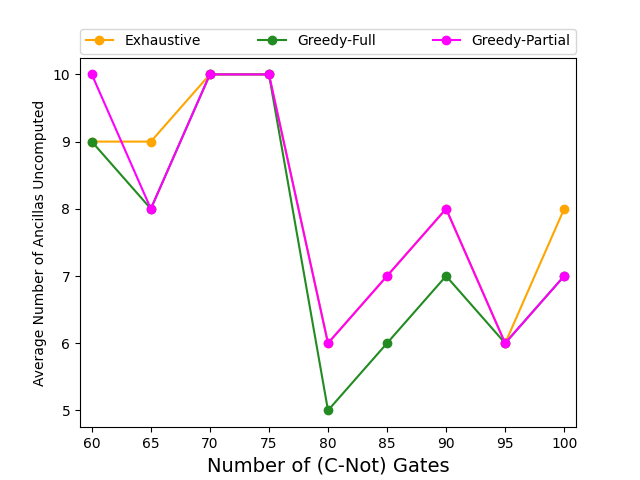 Exhaustive Greedy-Full Greedy-Partial
Average Number of Ancillas Uncomputed
10
9
8
7
6
5
60 65 70 75 80 85 90 95 100
Number of (C-Not) Gates